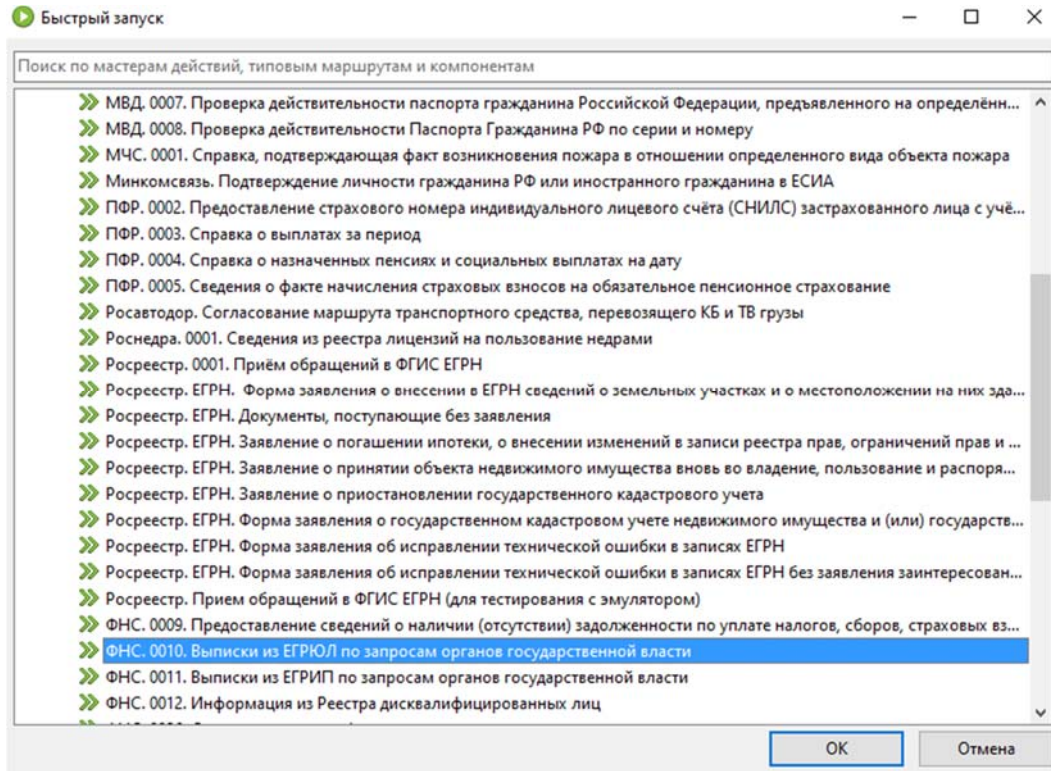 Быстрый запуск
Поиск по мастерам действий, типовым маршрутам и компонентам
МВД. 0007. Проверка действительности паспорта гражданина Российской Федерации, предъявленного на определённ...
МВД. 0008. Проверка действительности Паспорта Гражданина РФ по серии и номеру
МЧС. 0001. Справка, подтверждающая факт возникновения пожара в отношении определенного вида объекта пожара
Минкомсвязь. Подтверждение личности гражданина РФ или иностранного гражданина в ЕСИА
ПФР. 0002. Предоставление страхового номера индивидуального лицевого счёта (СНИЛС) застрахованного лица с учё...
ПФР. 0003. Справка о выплатах за период
ПФР. 0004. Справка о назначенных пенсиях и социальных выплатах на дату
ПФР. 0005. Сведения о факте начисления страховых взносов на обязательное пенсионное страхование
Росавтодор. Согласование маршрута транспортного средства, перевозящего КБ и ТВ грузы
Роснедра. 0001. Сведения из реестра лицензий на пользование недрами
Росреестр. 0001. Приём обращений в ФГИС ЕГРН
Росреестр. ЕГРН. Форма заявления о внесении в ЕГРН сведений о земельных участках и о местоположении на них зда...
Росреестр. ЕГРН. Документы, поступающие без заявления
Росреестр. ЕГРН. Заявление о погашении ипотеки, о внесении изменений в записи реестра прав, ограничений прав и ...
Росреестр. ЕГРН. Заявление о принятии объекта недвижимого имущества вновь во владение, пользование и распоря...
Росреестр. ЕГРН. Заявление о приостановлении государственного кадастрового учета
Росреестр. ЕГРН. Форма заявления о государственном кадастровом учете недвижимого имущества и (или) государств...
Росреестр. ЕГРН. Форма заявления об исправлении технической ошибки в записях ЕГРН
Росреестр. ЕГРН. Форма заявления об исправлении технической ошибки в записях ЕГРН без заявления заинтересован...
Росреестр. Прием обращений в ФГИС ЕГРН (для тестирования с эмулятором)
ФНС. 0009. Предоставление сведений о наличии (отсутствии) задолженности по уплате налогов, сборов, страховых вз...
ФНС. 0010. Выписки из ЕГРЮЛ по запросам органов государственной власти
ФНС. 0011. Выписки из ЕГРИП по запросам органов государственной власти
ФНС. 0012. Информация из Реестра дисквалифицированных лиц
OK Отмена